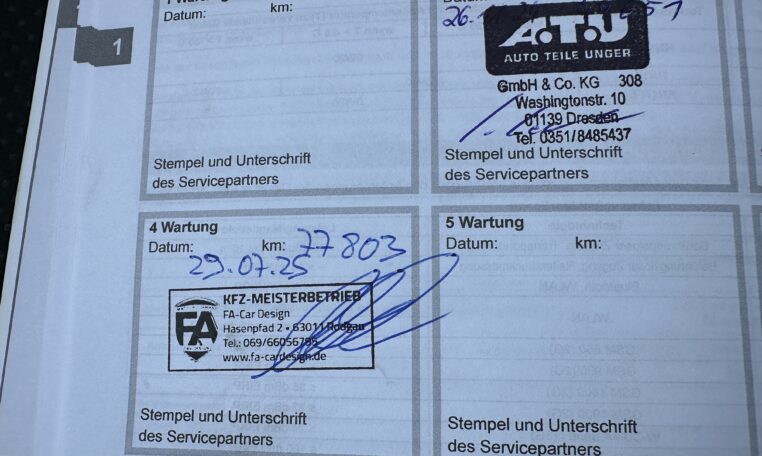 1
Datum: km:
Stempel und Unterschrift
des Servicepartners
26.
A.T.U
AUTO TEILE UNGER
GmbH & Co. KG 308
Washingtonstr. 10
01139 Dresden
Tel. 0351/8485437
Stempel und Unterschrift
des Servicepartners
4 Wartung
Datum: km: 77803
29.07.25
FA
KFZ-MEISTERBETRIEB
FA-Car Design
Hasenpfad 2 • 63011 Rodgau
Tel.: 069/66056795
www.fa-cardesign.de
Stempel und Unterschrift
des Servicepartners
5 Wartung
Datum: km:
Stempel und Unterschrift
des Servicepartners